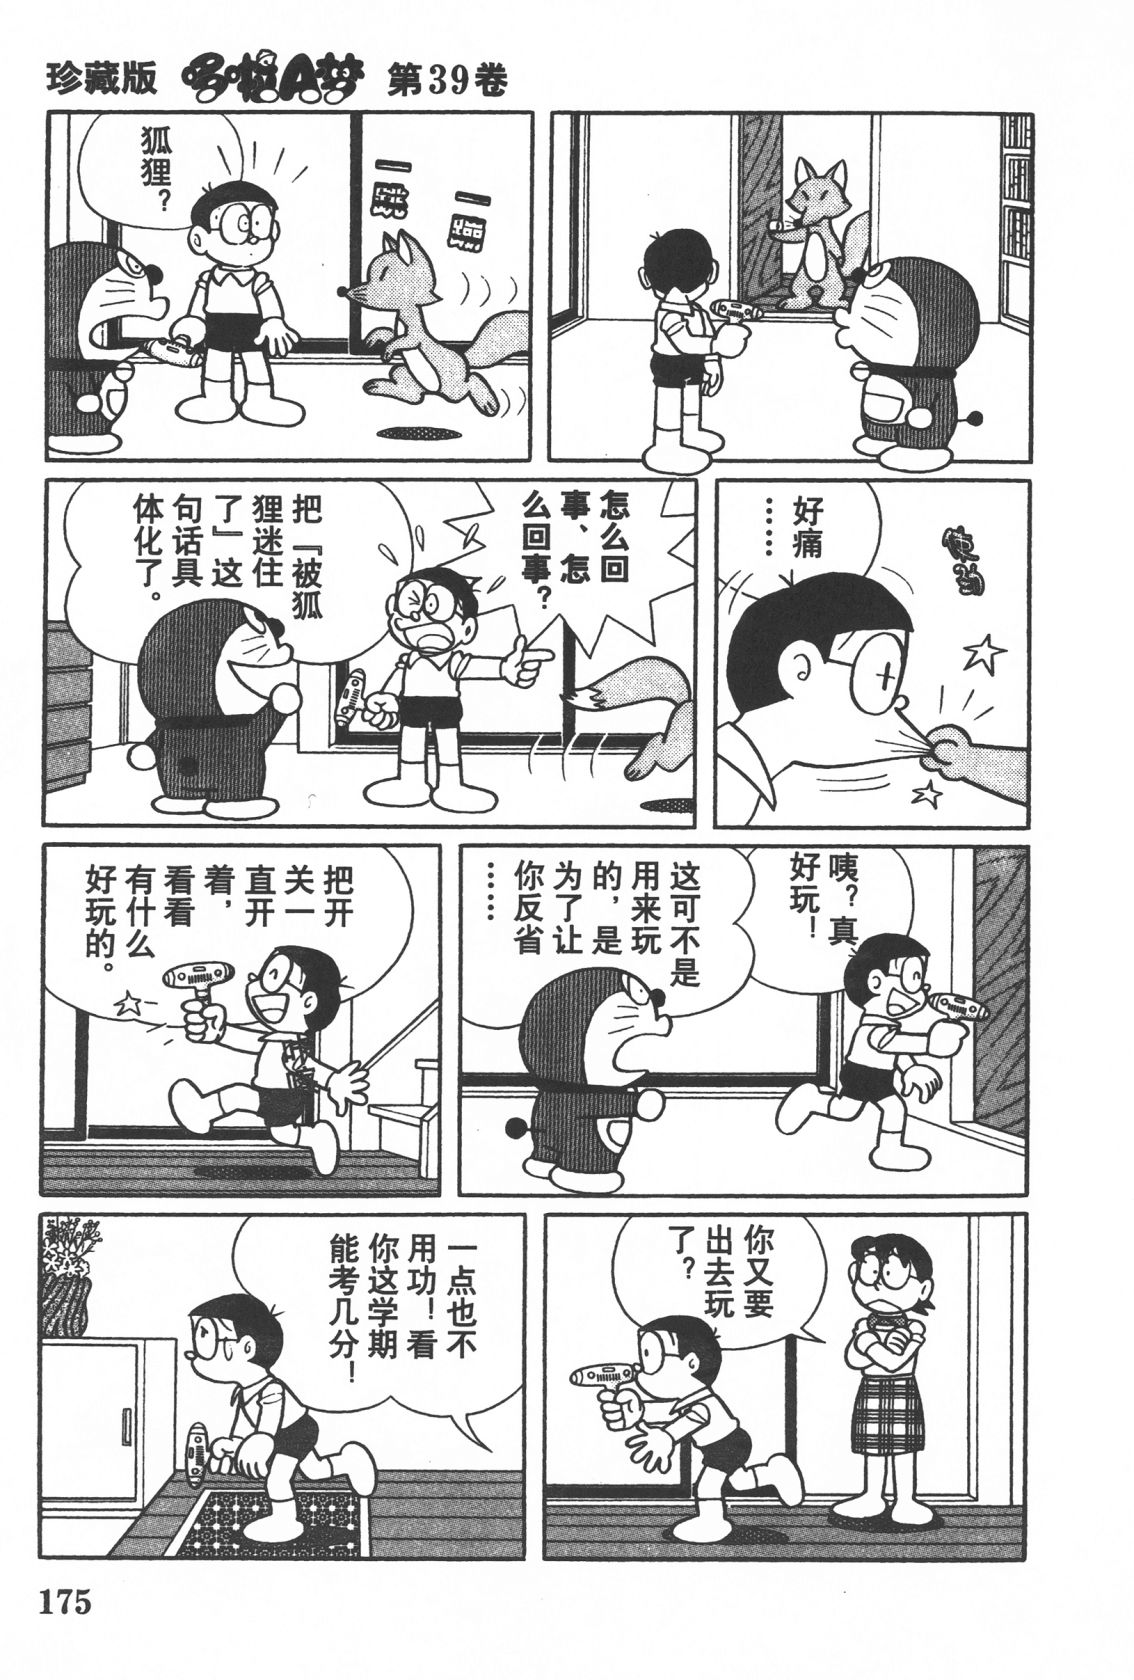 珍藏版 哆啦A梦 第39卷
一蹦
一跳
狐狸？
好痛
……
使劲
怎么回
事、怎
么回事？
把『被狐
狸迷住
了』这
句话具
体化了。
咦？真
好玩！
这可不是
用来玩
的，是
为了让
你反省
……
把开
关一
直开
着，
看看
有什么
好玩的。
你又要
出去玩
了？
一点也不
用功！看
你这学期
能考几分！
175